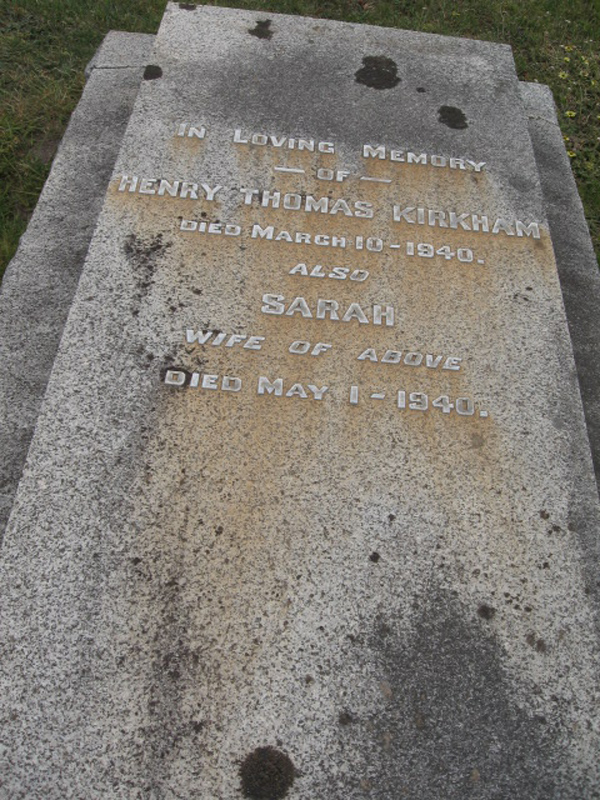 IN LOVING MEMORY
— OF —
HENRY THOMAS KIRKHAM
DIED MARCH 10-1940.
ALSO
SARAH
WIFE OF ABOVE
DIED MAY 1-1940.